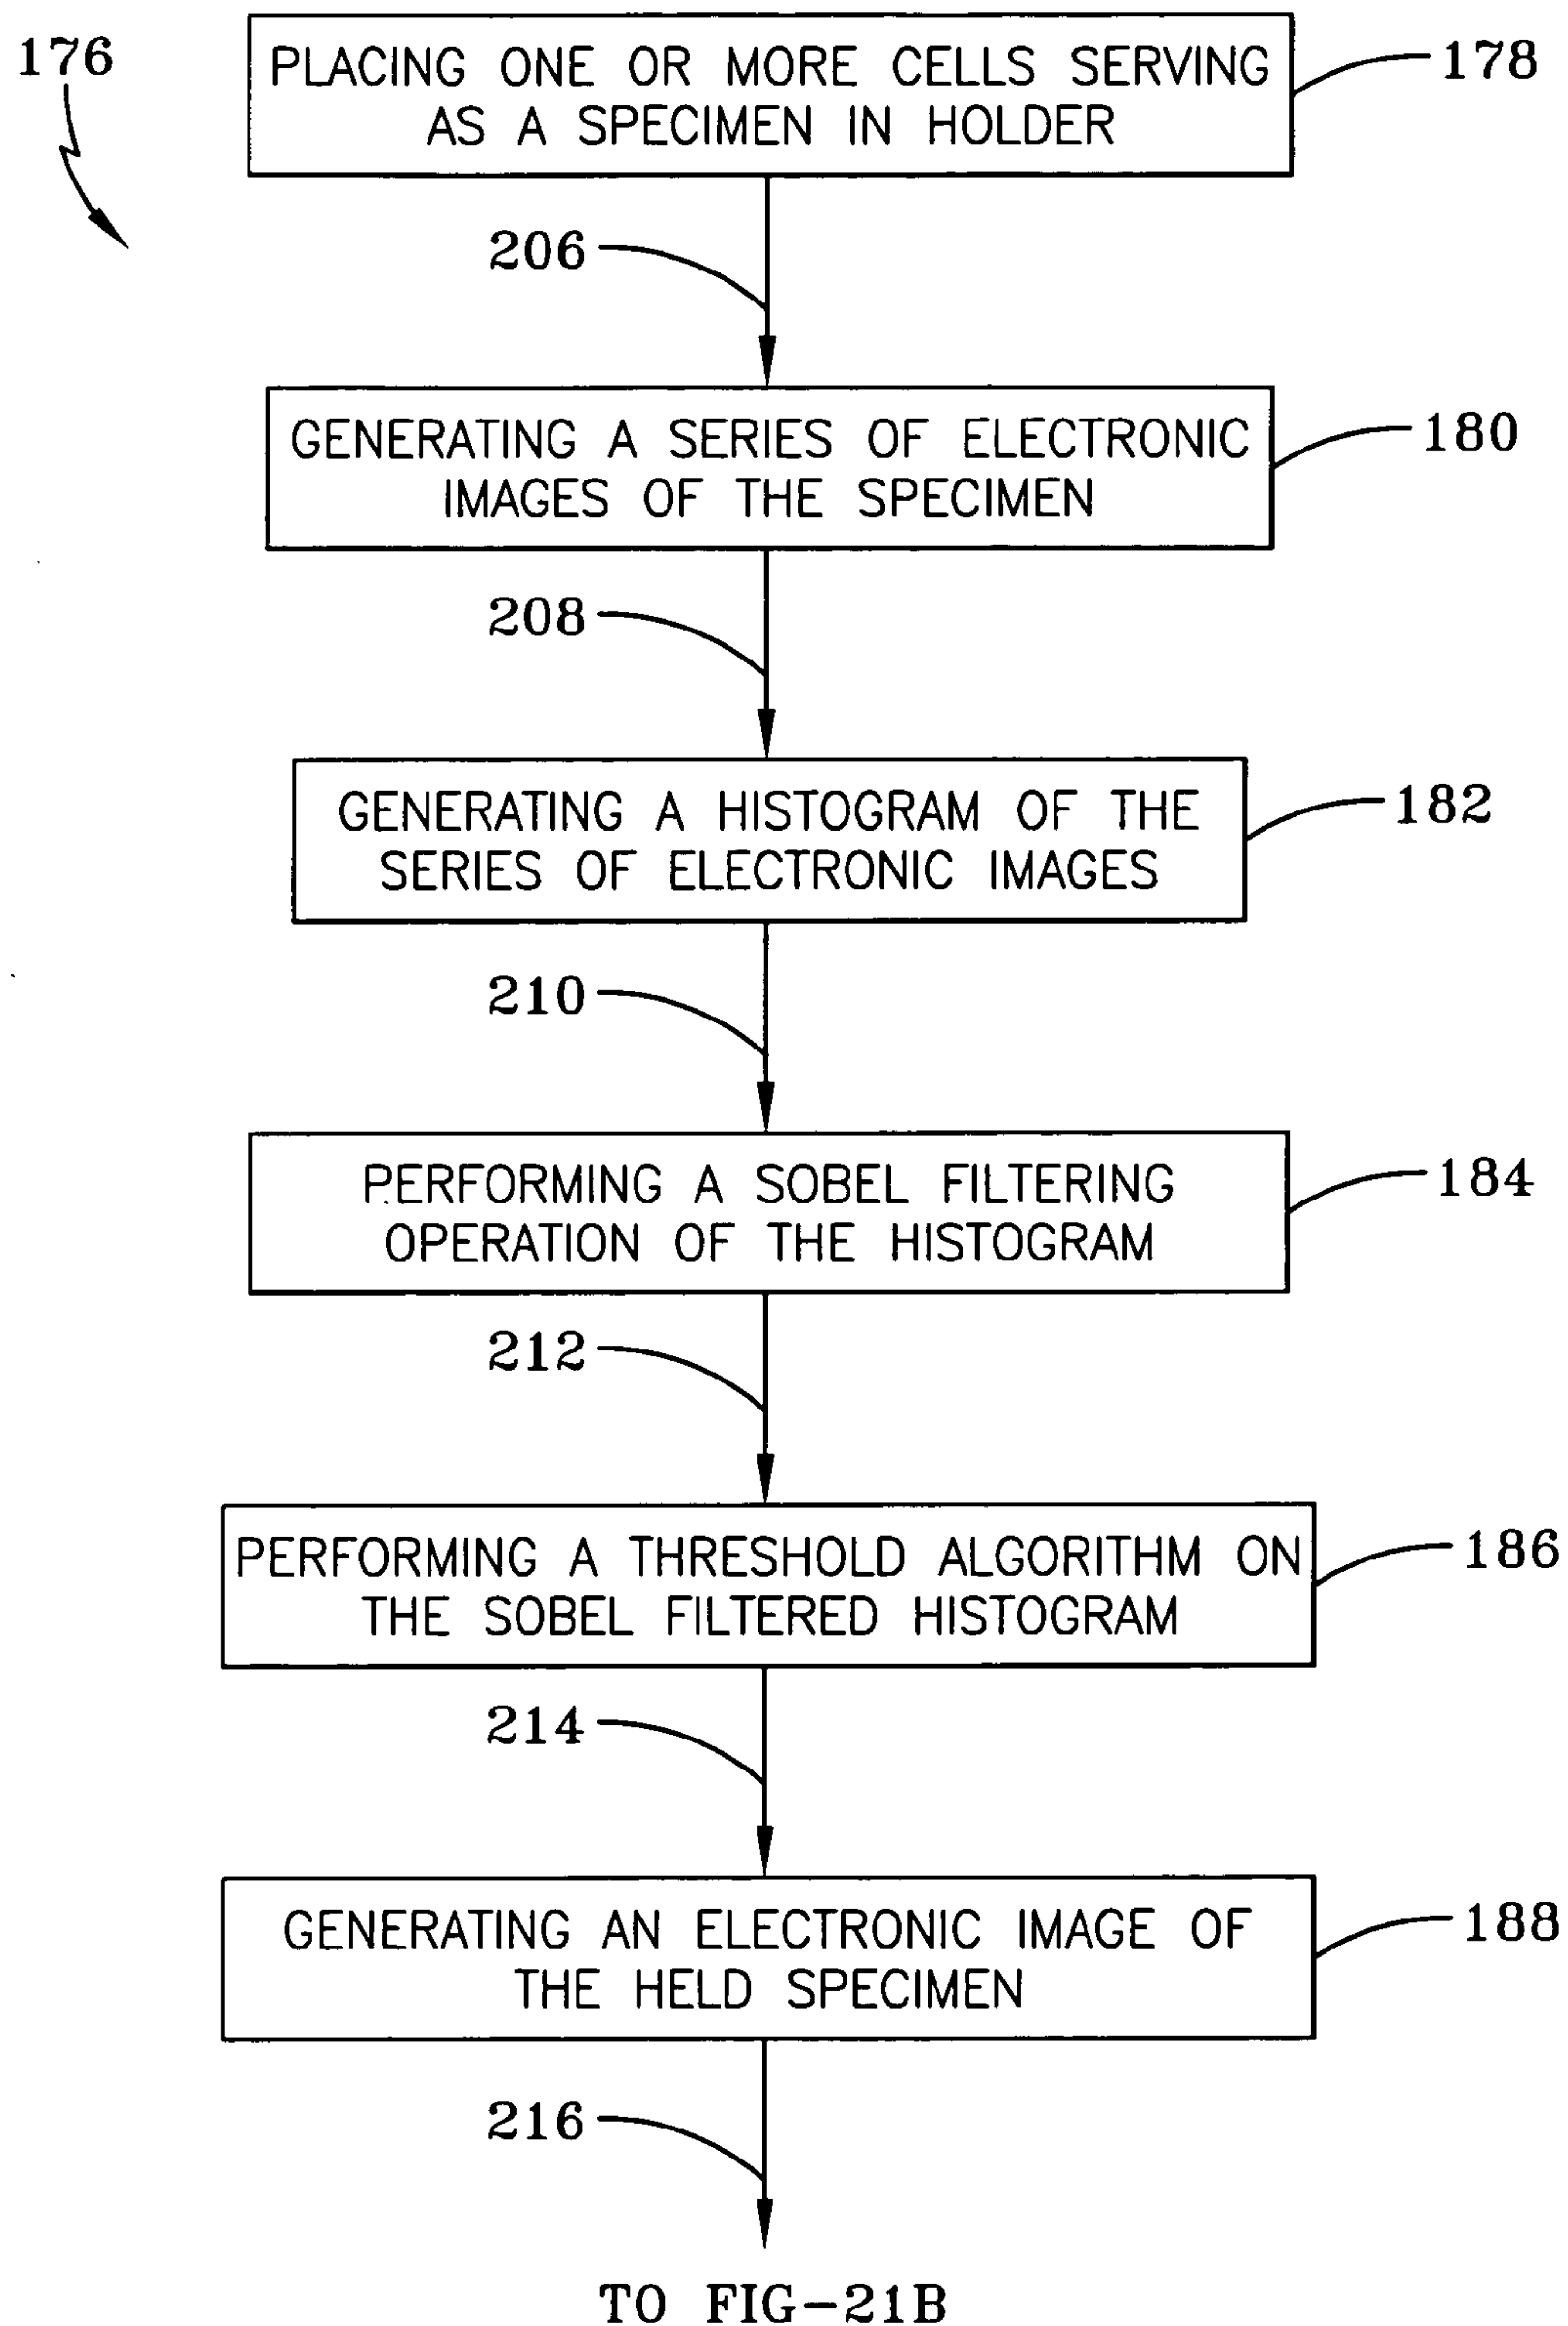 176
PLACING ONE OR MORE CELLS SERVING
AS A SPECIMEN IN HOLDER
178
206
GENERATING A SERIES OF ELECTRONIC
IMAGES OF THE SPECIMEN
180
208
GENERATING A HISTOGRAM OF THE
SERIES OF ELECTRONIC IMAGES
182
210
PERFORMING A SOBEL FILTERING
OPERATION OF THE HISTOGRAM
184
212
PERFORMING A THRESHOLD ALGORITHM ON
THE SOBEL FILTERED HISTOGRAM
186
214
GENERATING AN ELECTRONIC IMAGE OF
THE HELD SPECIMEN
188
216
TO FIG-21B